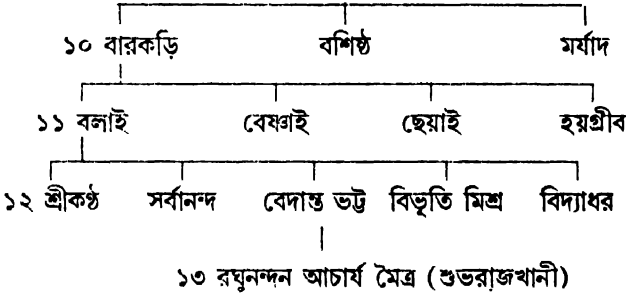 ১০ বারকড়ি বশিষ্ঠ মর্যাদ
১১ বলাই বেষ্ণাই ছেয়াই হয়গ্রীব
১২ শ্রীকণ্ঠ সর্বানন্দ বেদান্ত ভট্ট বিভূতি মিশ্র বিদ্যাধর
১৩ রঘুনন্দন আচার্য মৈত্র (শুভরাজখানী)